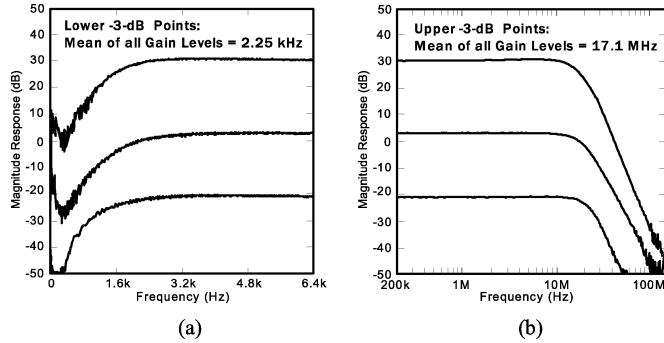 Lower -3-dB Points:
Mean of all Gain Levels = 2.25 kHz
Magnitude Response (dB)
50
40
30
20
10
0
-10
-20
-30
-40
-50
0
1.6k
3.2k
4.8k
6.4k
Frequency (Hz)
(a)
Upper -3-dB Points:
Mean of all Gain Levels = 17.1 MHz
Magnitude Response (dB)
50
40
30
20
10
0
-10
-20
-30
-40
-50
200k
1M
10M
100M
Frequency (Hz)
(b)